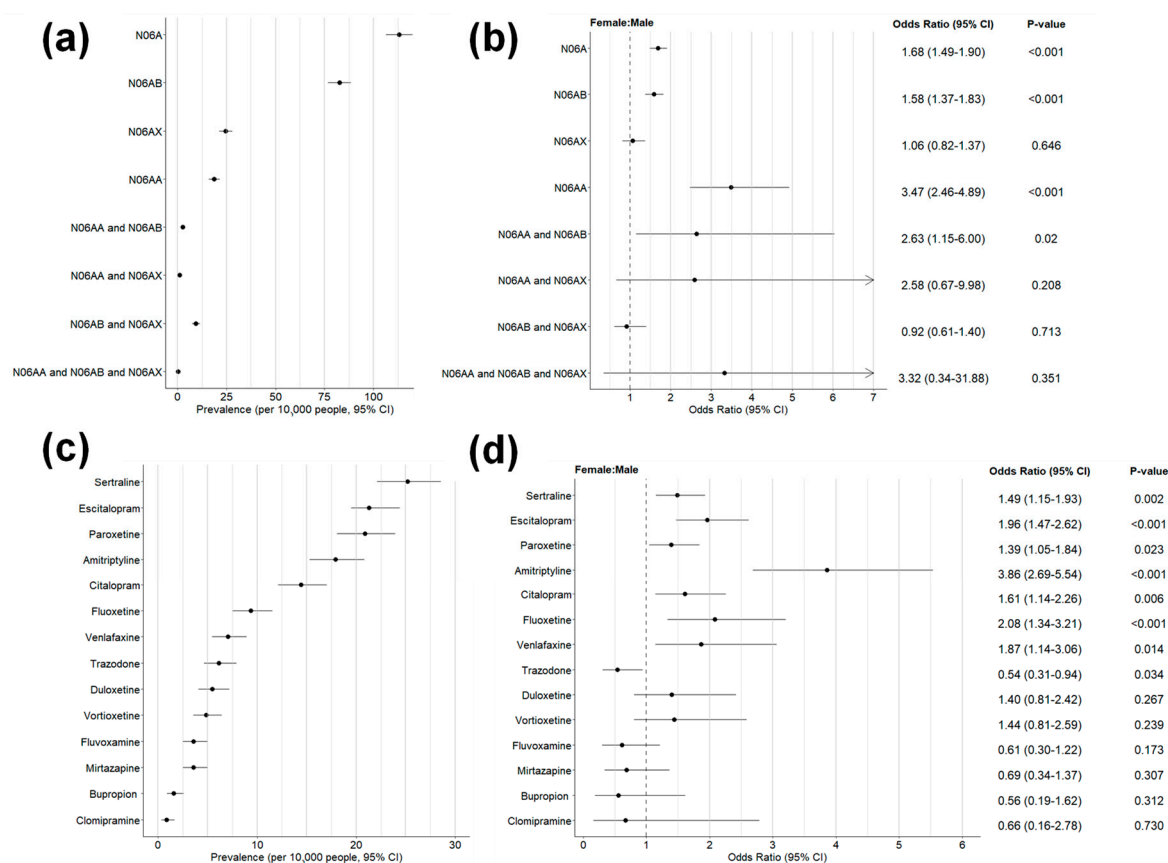 (a)
N06A
N06AB
N06AX
N06AA
N06AA and N06AB
N06AA and N06AX
N06AB and N06AX
N06AA and N06AB and N06AX
0 25 50 75 100
Prevalence (per 10,000 people, 95% CI)
(b)
Female:Male Odds Ratio (95% CI) P-value
N06A 1.68 (1.49-1.90) <0.001
N06AB 1.58 (1.37-1.83) <0.001
N06AX 1.06 (0.82-1.37) 0.646
N06AA 3.47 (2.46-4.89) <0.001
N06AA and N06AB 2.63 (1.15-6.00) 0.02
N06AA and N06AX 2.58 (0.67-9.98) 0.208
N06AB and N06AX 0.92 (0.61-1.40) 0.713
N06AA and N06AB and N06AX 3.32 (0.34-31.88) 0.351
1 2 3 4 5 6 7
Odds Ratio (95% CI)
(c)
Sertraline
Escitalopram
Paroxetine
Amitriptyline
Citalopram
Fluoxetine
Venlafaxine
Trazodone
Duloxetine
Vortioxetine
Fluvoxamine
Mirtazapine
Bupropion
Clomipramine
0 10 20 30
Prevalence (per 10,000 people, 95% CI)
(d)
Female:Male Odds Ratio (95% CI) P-value
Sertraline 1.49 (1.15-1.93) 0.002
Escitalopram 1.96 (1.47-2.62) <0.001
Paroxetine 1.39 (1.05-1.84) 0.023
Amitriptyline 3.86 (2.69-5.54) <0.001
Citalopram 1.61 (1.14-2.26) 0.006
Fluoxetine 2.08 (1.34-3.21) <0.001
Venlafaxine 1.87 (1.14-3.06) 0.014
Trazodone 0.54 (0.31-0.94) 0.034
Duloxetine 1.40 (0.81-2.42) 0.267
Vortioxetine 1.44 (0.81-2.59) 0.239
Fluvoxamine 0.61 (0.30-1.22) 0.173
Mirtazapine 0.69 (0.34-1.37) 0.307
Bupropion 0.56 (0.19-1.62) 0.312
Clomipramine 0.66 (0.16-2.78) 0.730
0 1 2 3 4 5 6
Odds Ratio (95% CI)